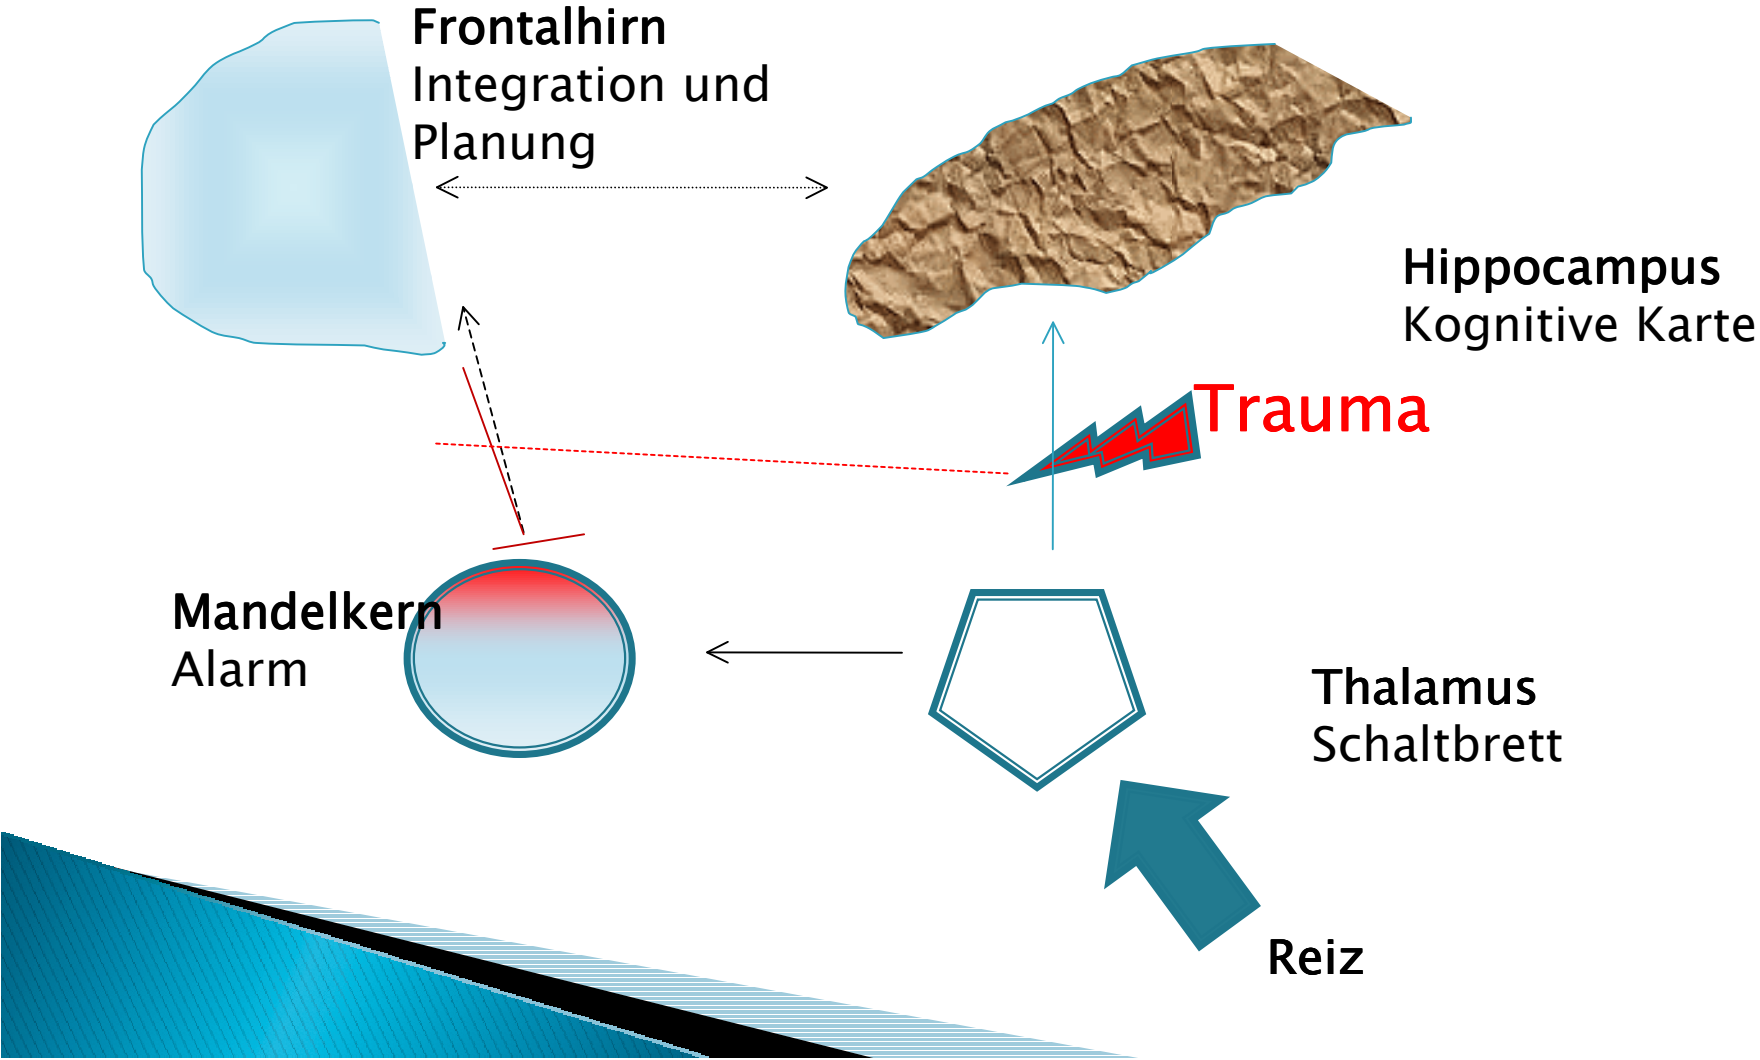 Frontalhirn
Integration und
Planung
Hippocampus
Kognitive Karte
Trauma
Mandelkern
Alarm
Thalamus
Schaltbrett
Reiz